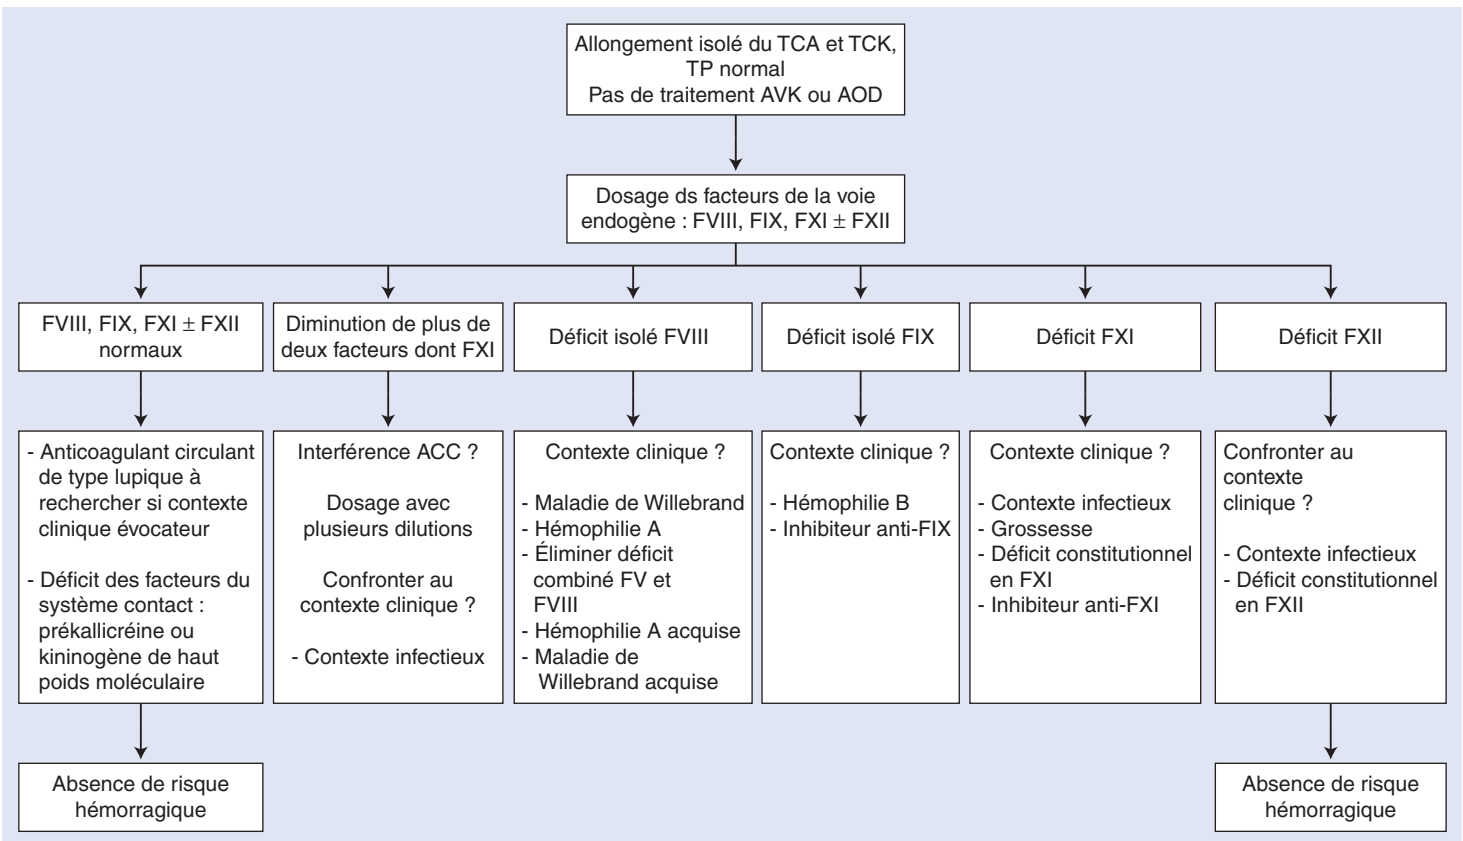 Allongement isolé du TCA et TCK,
TP normal
Pas de traitement AVK ou AOD
Dosage ds facteurs de la voie
endogène : FVIII, FIX, FXI ± FXII
FVIII, FIX, FXI ± FXII
normaux
Diminution de plus de
deux facteurs dont FXI
Déficit isolé FVIII
Déficit isolé FIX
Déficit FXI
Déficit FXII
- Anticoagulant circulant
de type lupique à
rechercher si contexte
clinique évocateur
- Déficit des facteurs du
système contact :
prékallicréine ou
kininogène de haut
poids moléculaire
Interférence ACC ?
Dosage avec
plusieurs dilutions
Confronter au
contexte clinique ?
- Contexte infectieux
Contexte clinique ?
- Maladie de Willebrand
- Hémophilie A
- Éliminer déficit
combiné FV et
FVIII
- Hémophilie A acquise
- Maladie de
Willebrand acquise
Contexte clinique ?
- Hémophilie B
- Inhibiteur anti-FIX
Contexte clinique ?
- Contexte infectieux
- Grossesse
- Déficit constitutionnel
en FXI
- Inhibiteur anti-FXI
Confronter au
contexte
clinique ?
- Contexte infectieux
- Déficit constitutionnel
en FXII
Absence de risque
hémorragique
Absence de risque
hémorragique